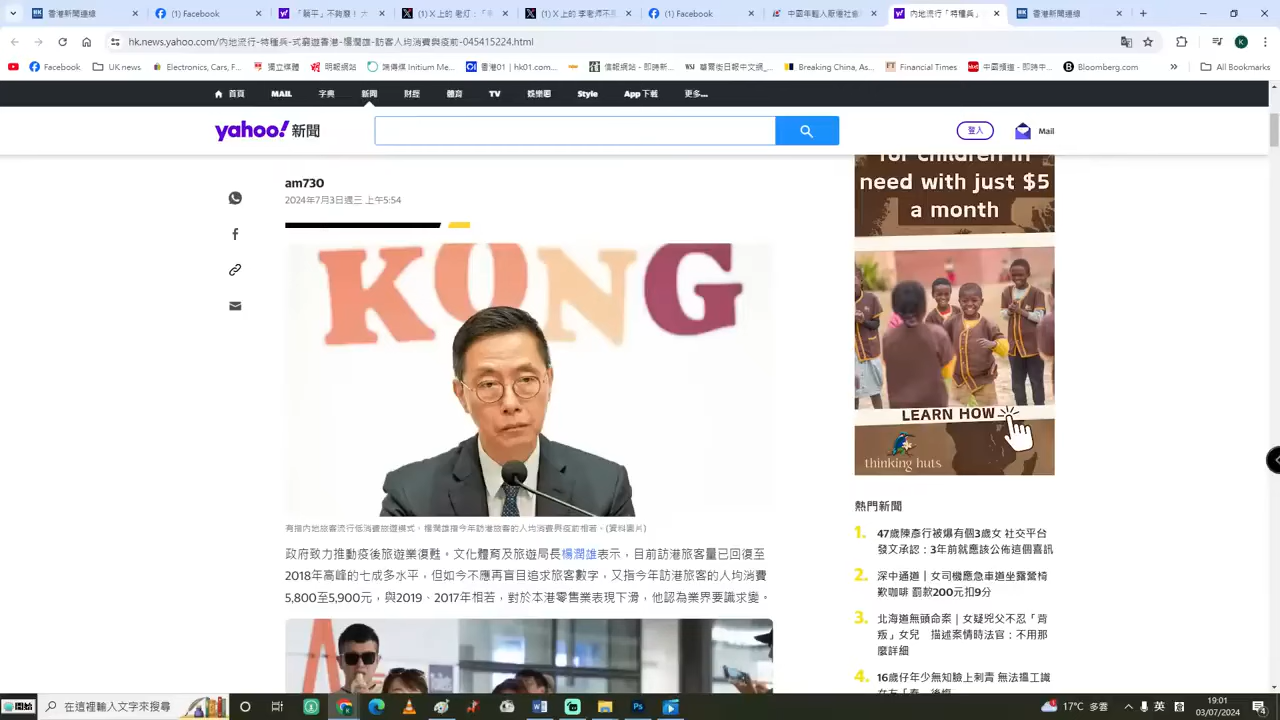 香港新聞連線
(1) Facebook
「躺平」不夠廢! 大
(1) X 上的
(1) X 上的 李老师不是
(1) Facebook
中國年輕人厭倦社會
內地流行「特種兵」
香港新聞連線
hk.news.yahoo.com/內地流行-特種兵-式窮遊香港-楊潤雄-訪客人均消費與疫前-045415224.html
Facebook
UK news
Electronics, Cars, F...
獨立媒體
明報網站
端傳媒 Initium Me...
香港01 | hk01.com...
信報網站 - 即時新...
華爾街日報中文網_...
Breaking China, As...
Financial Times
中國頻道 - 即時中...
Bloomberg.com
»
All Bookmarks
首頁
MAIL
字典
新聞
財經
體育
TV
娛樂圈
Style
App 下載
更多...
yahoo! 新聞
登入
Mail
am730
2024年7月3日週三 上午5:54
KONG
有指內地旅客流行低消費旅遊模式，楊潤雄指今年訪港旅客的人均消費與疫前相若。(資料圖片)
政府致力推動疫後旅遊業復甦。文化體育及旅遊局長楊潤雄表示，目前訪港旅客量已回復至
2018年高峰的七成多水平，但如今不應再盲目追求旅客數字，又指今年訪港旅客的人均消費
5,800至5,900元，與2019、2017年相若，對於本港零售業表現下滑，他認為業界要識求變。
for children in
need with just $5
a month
LEARN HOW
thinking huts
熱門新聞
1. 47歲陳彥行被爆有個3歲女 社交平台
發文承認：3年前就應該公佈這個喜訊
2. 深中通道｜女司機應急車道坐露營椅
歎咖啡 罰款200元扣9分
3. 北海道無頭命案｜女疑兇父不忍「背
叛」女兒 描述案情時法官：不用那
麼詳細
4. 16歲仔年少無知臉上刺青 無法搵工識
開始
在這裡輸入文字來搜尋
17°C 多雲
英
19:01
03/07/2024